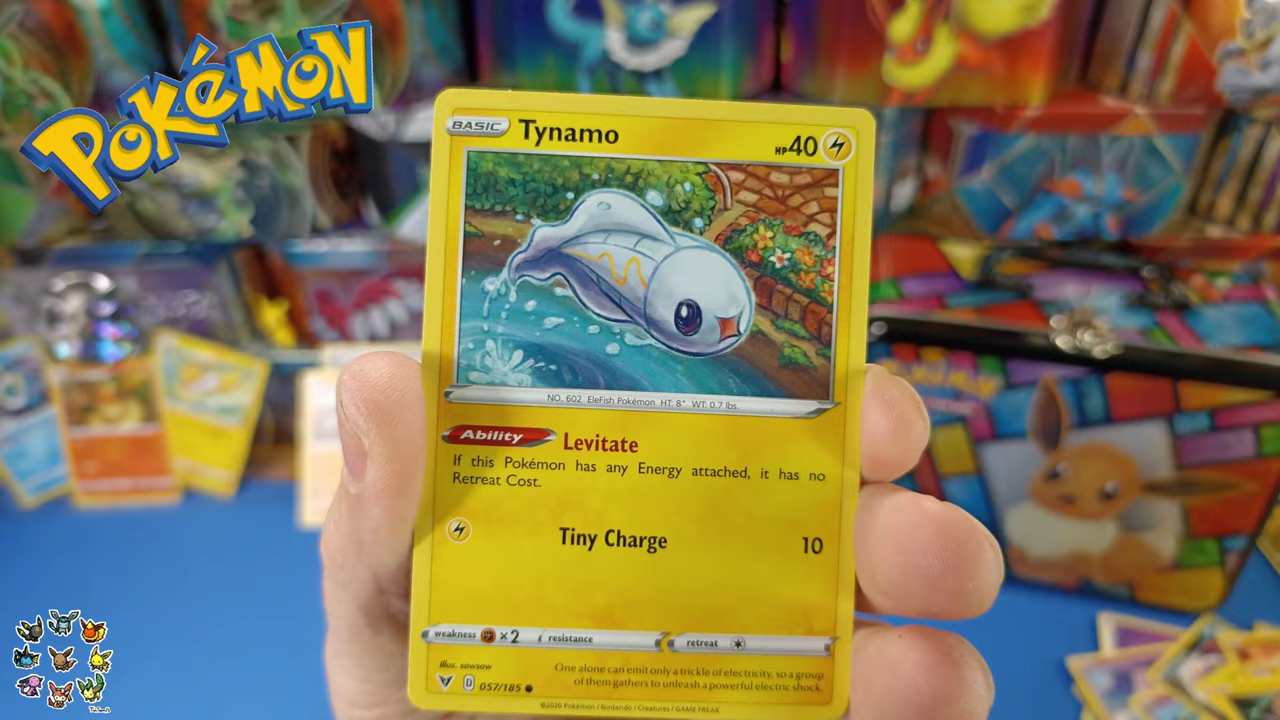 POKéMON
BASIC Tynamo HP 40
NO. 602 EleFish Pokémon HT: 8" WT: 0.7 lbs.
Ability Levitate
If this Pokémon has any Energy attached, it has no
Retreat Cost.
Tiny Charge 10
weakness ×2 resistance retreat
Illus. sowsow
One alone can emit only a trickle of electricity, so a group
of them gathers to unleash a powerful electric shock.
D 057/185
©2020 Pokémon / Nintendo / Creatures / GAME FREAK